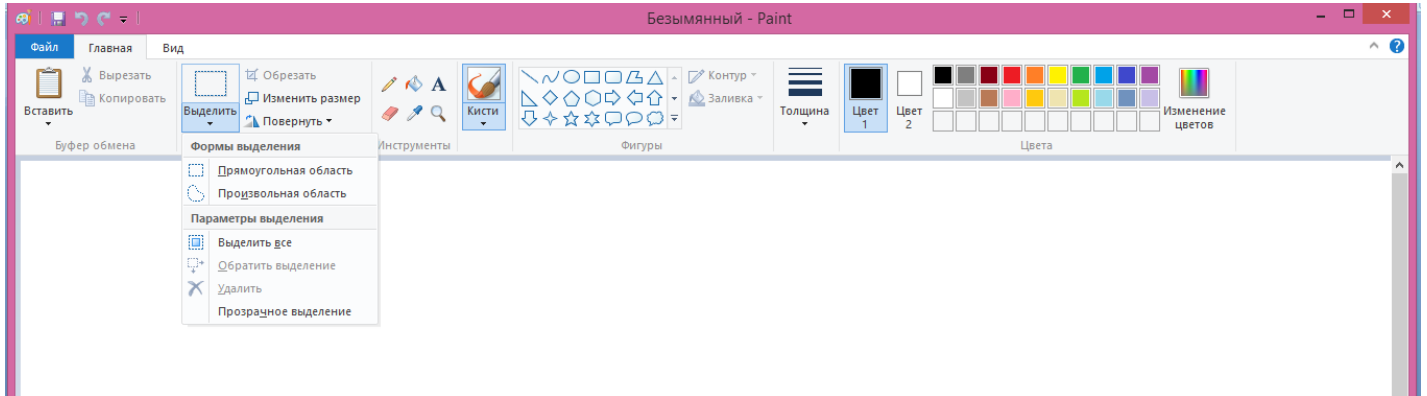 Безымянный - Paint
Файл Главная Вид
Вставить
Вырезать
Копировать
Буфер обмена
Выделить
Обрезать
Изменить размер
Повернуть
A
Инструменты
Кисти
Контур
Заливка
Фигуры
Толщина
Цвет
1
Цвет
2
Изменение
цветов
Цвета
Формы выделения
Прямоугольная область
Произвольная область
Параметры выделения
Выделить все
Обратить выделение
Удалить
Прозрачное выделение